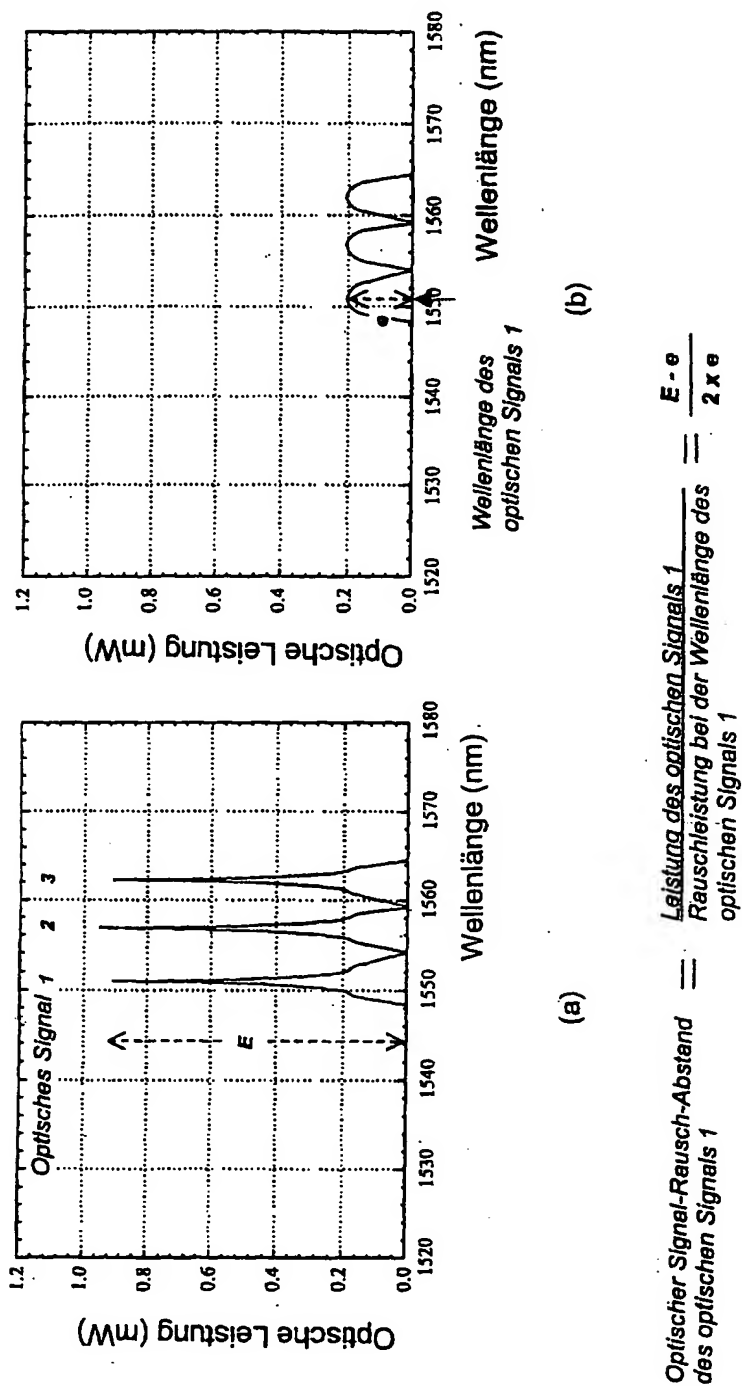 1.2
1.0
0.8
0.6
0.4
0.2
0.0
Optische Leistung (mW)
Optisches Signal 1
2
3
E
1520
1530
1540
1550
1560
1570
1580
Wellenlänge (nm)
(a)
1.2
1.0
0.8
0.6
0.4
0.2
0.0
Optische Leistung (mW)
e
1520
1530
1540
1550
1560
1570
1580
Wellenlänge des
optischen Signals 1
Wellenlänge (nm)
(b)
Optischer Signal-Rausch-Abstand
des optischen Signals 1
=
Leistung des optischen Signals 1
Rauschleistung bei der Wellenlänge des
optischen Signals 1
=
E - e
2 x e